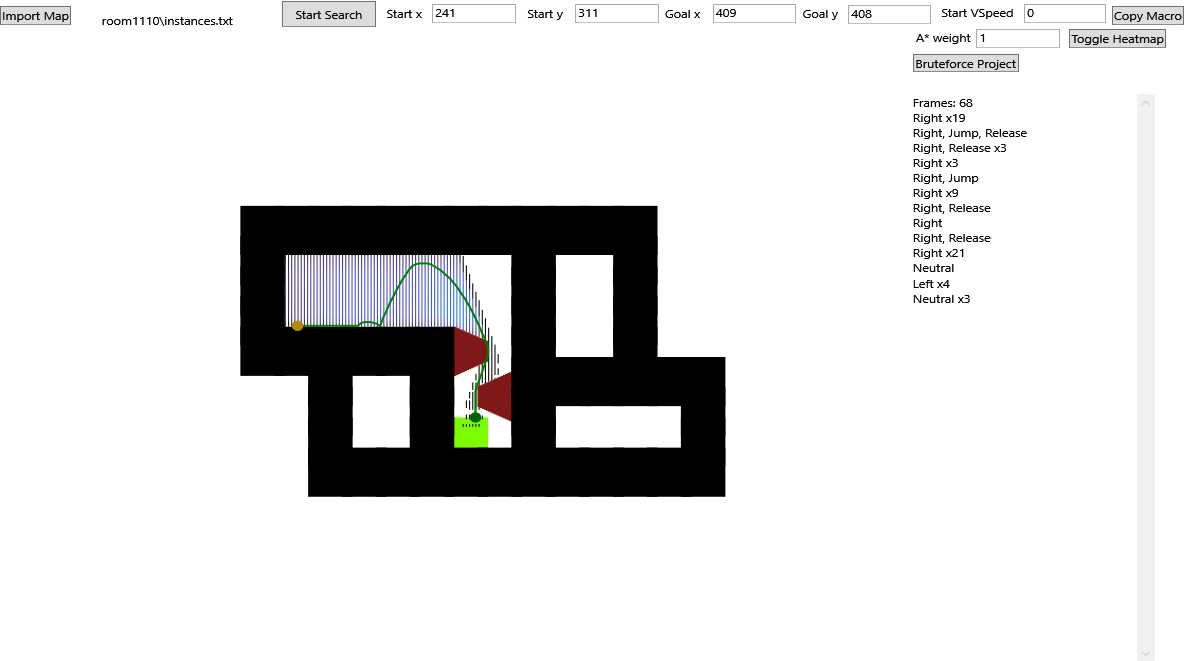 Import Map
room1110\instances.txt
Start Search
Start x 241
Start y 311
Goal x 409
Goal y 408
Start VSpeed 0
Copy Macro
A* weight 1
Toggle Heatmap
Bruteforce Project
Frames: 68
Right x19
Right, Jump, Release
Right, Release x3
Right x3
Right, Jump
Right x9
Right, Release
Right
Right, Release
Right x21
Neutral
Left x4
Neutral x3